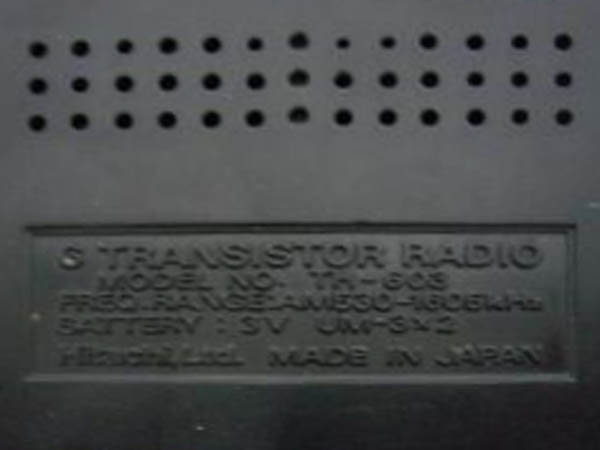 6 TRANSISTOR RADIO
MODEL NO. TH-603
FREQ. RANGE: AM530-1605kHz
BATTERY : 3V UM-3×2
Hitachi, Ltd. MADE IN JAPAN